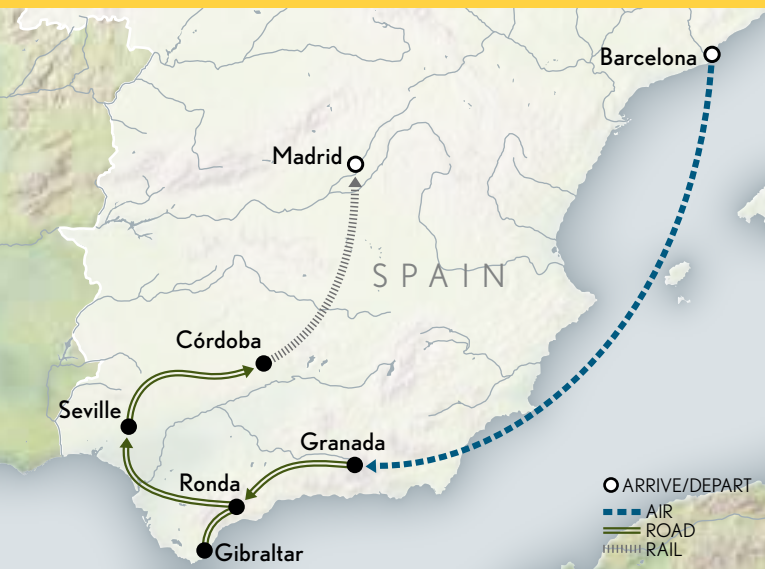 Barcelona
Madrid
SPAIN
Córdoba
Seville
Granada
Ronda
Gibraltar
ARRIVE/DEPART
AIR
ROAD
RAIL